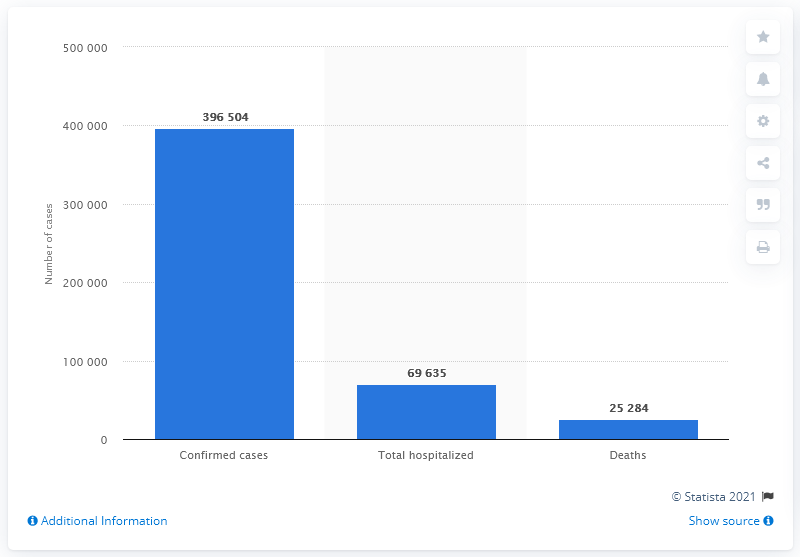 500 000
400 000
300 000
200 000
100 000
0
Number of cases
396 504
69 635
25 284
Confirmed cases
Total hospitalized
Deaths
© Statista 2021
Additional Information
Show source